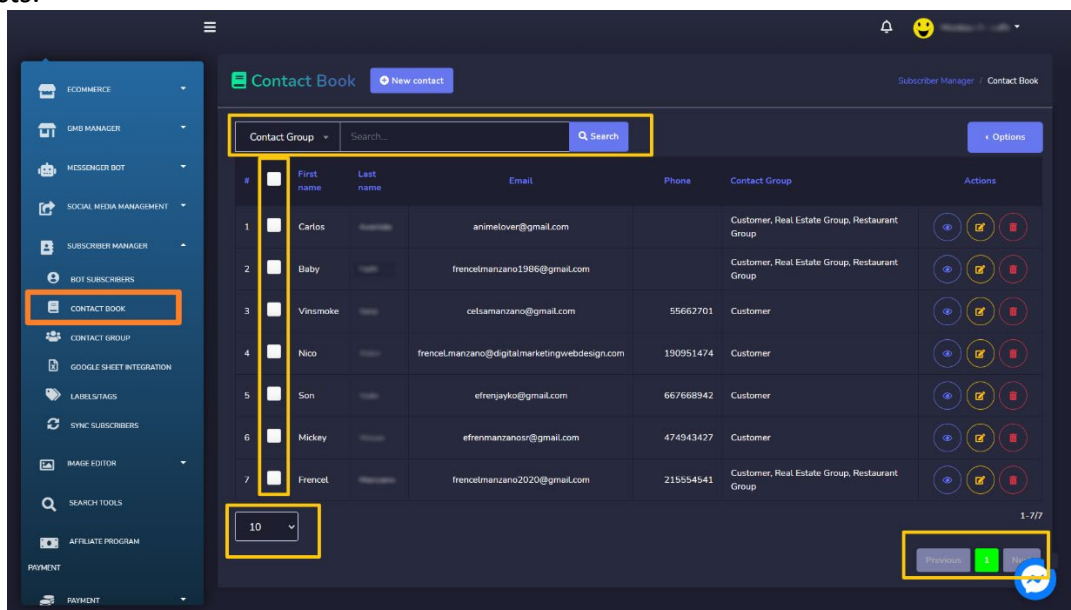 ECOMMERCE
GMB MANAGER
MESSENGER BOT
SOCIAL MEDIA MANAGEMENT
SUBSCRIBER MANAGER
BOT SUBSCRIBERS
CONTACT BOOK
CONTACT GROUP
GOOGLE SHEET INTEGRATION
LABELS/TAGS
SYNC SUBSCRIBERS
IMAGE EDITOR
SEARCH TOOLS
AFFILIATE PROGRAM
PAYMENT
PAYMENT
Contact Book
New contact
Subscriber Manager / Contact Book
Contact Group
Search...
Search
Options
# First name Last name Email Phone Contact Group Actions
1 Carlos animelover@gmail.com Customer, Real Estate Group, Restaurant
Group
2 Baby frencelmanzano1986@gmail.com Customer, Real Estate Group, Restaurant
Group
3 Vinsmoke celsamanzano@gmail.com 55662701 Customer
4 Nico frencel.manzano@digitalmarketingwebdesign.com 190951474 Customer
5 Son efrenjayko@gmail.com 667668942 Customer
6 Mickey efrenmanzanosr@gmail.com 474943427 Customer
7 Frencel frencelmanzano2020@gmail.com 215554541 Customer, Real Estate Group, Restaurant
Group
10
1-7/7
Previous 1